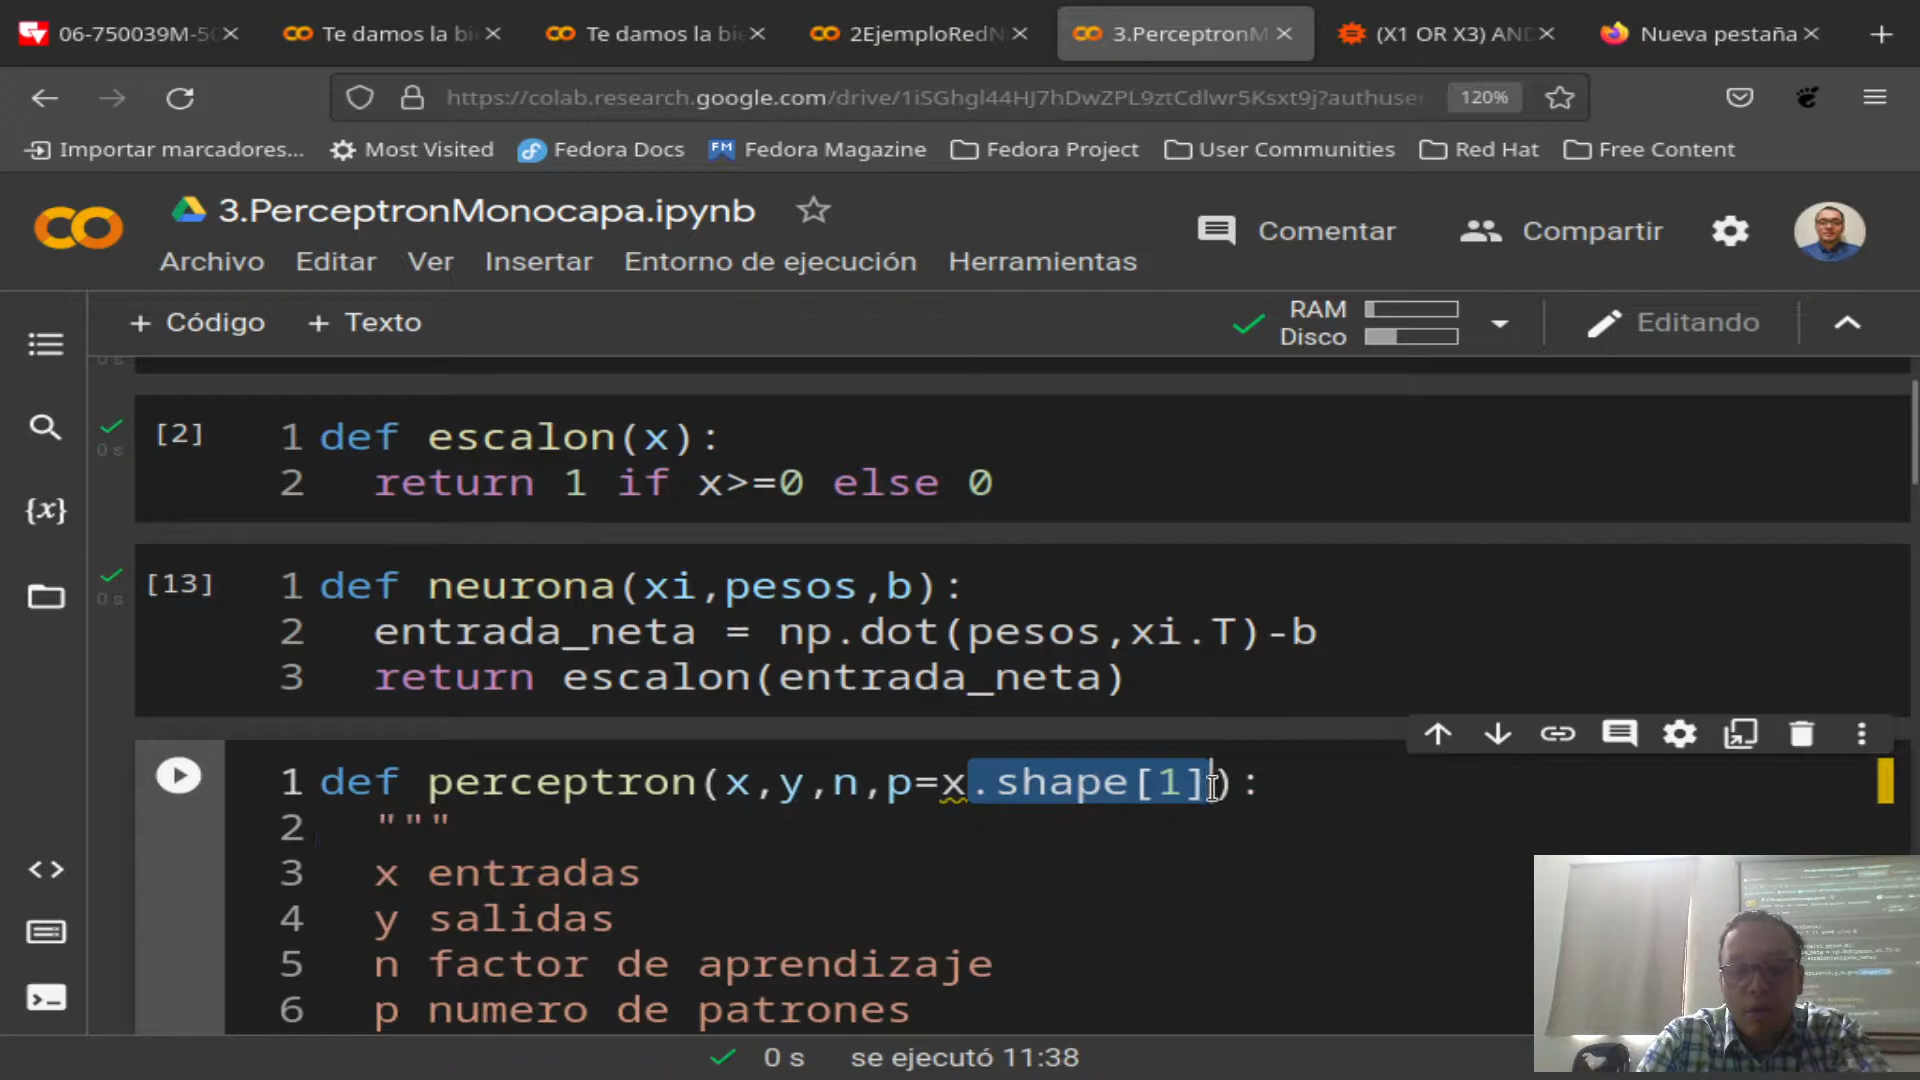 06-750039M-50
Te damos la bi
Te damos la bi
2EjemploRedN
3.PerceptronM
(X1 OR X3) AND
Nueva pestaña
https://colab.research.google.com/drive/1iSGhgl44HJ7hDwZPL9ztCdlwr5Ksxt9j?authuser
120%
Importar marcadores...
Most Visited
Fedora Docs
FM
Fedora Magazine
Fedora Project
User Communities
Red Hat
Free Content
3.PerceptronMonocapa.ipynb
Comentar
Compartir
Archivo
Editar
Ver
Insertar
Entorno de ejecución
Herramientas
+ Código
+ Texto
RAM
Disco
Editando
0 s
[2]
1 def escalon(x):
0 s
2 return 1 if x>=0 else 0
{x}
[13]
1 def neurona(xi,pesos,b):
0 s
2 entrada_neta = np.dot(pesos,xi.T)-b
3 return escalon(entrada_neta)
1 def perceptron(x,y,n,p=x.shape[1]):
2 """
3 x entradas
4 y salidas
5 n factor de aprendizaje
6 p numero de patrones
0 s
se ejecutó 11:38